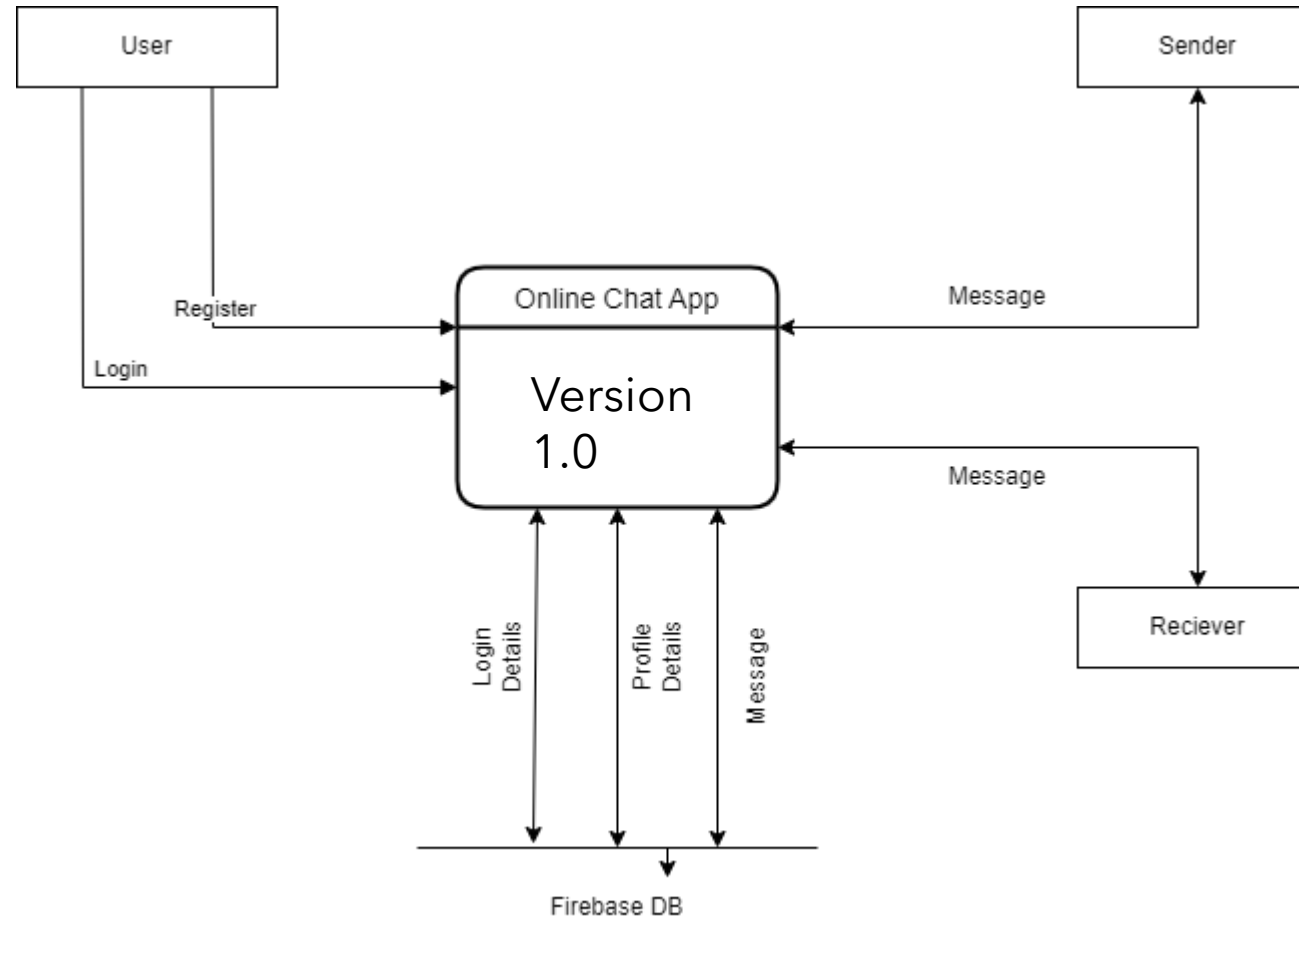 User
Sender
Online Chat App
Message
Register
Login
Version
1.0
Message
Reciever
Login
Details
Profile
Details
Message
Firebase DB